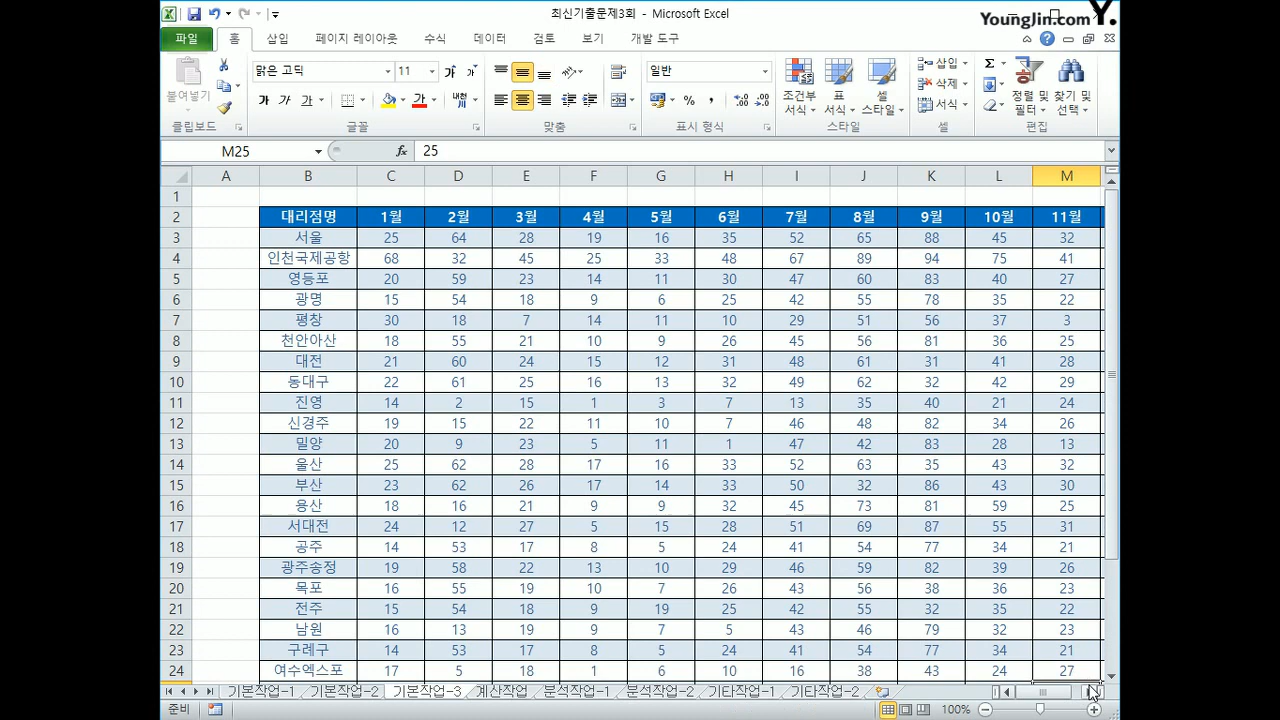 최신기출문제3회 - Microsoft Excel
YoungJin.com Y.
파일 홈 삽입 페이지 레이아웃 수식 데이터 검토 보기 개발 도구
맑은 고딕 11 일반
붙여넣기 가 가 가 조건부 서식 표 서식 셀 스타일 삽입 삭제 서식 정렬 및 필터 찾기 및 선택
클립보드 글꼴 맞춤 표시 형식 스타일 셀 편집
M25 fx 25
A B C D E F G H I J K L M
1
2 대리점명 1월 2월 3월 4월 5월 6월 7월 8월 9월 10월 11월
3 서울 25 64 28 19 16 35 52 65 88 45 32
4 인천국제공항 68 32 45 25 33 48 67 89 94 75 41
5 영등포 20 59 23 14 11 30 47 60 83 40 27
6 광명 15 54 18 9 6 25 42 55 78 35 22
7 평창 30 18 7 14 11 10 29 51 56 37 3
8 천안아산 18 55 21 10 9 26 45 56 81 36 25
9 대전 21 60 24 15 12 31 48 61 31 41 28
10 동대구 22 61 25 16 13 32 49 62 32 42 29
11 진영 14 2 15 1 3 7 13 35 40 21 24
12 신경주 19 15 22 11 10 7 46 48 82 34 26
13 밀양 20 9 23 5 11 1 47 42 83 28 13
14 울산 25 62 28 17 16 33 52 63 35 43 32
15 부산 23 62 26 17 14 33 50 32 86 43 30
16 용산 18 16 21 9 9 32 45 73 81 59 25
17 서대전 24 12 27 5 15 28 51 69 87 55 31
18 공주 14 53 17 8 5 24 41 54 77 34 21
19 광주송정 19 58 22 13 10 29 46 59 82 39 26
20 목포 16 55 19 10 7 26 43 56 38 36 23
21 전주 15 54 18 9 19 25 42 55 32 35 22
22 남원 16 13 19 9 7 5 43 46 79 32 23
23 구례구 14 53 17 8 5 24 41 54 77 34 21
24 여수엑스포 17 5 18 1 6 10 16 38 43 24 27
기본작업-1 기본작업-2 기본작업-3 계산작업 분석작업-1 분석작업-2 기타작업-1 기타작업-2
준비 100%